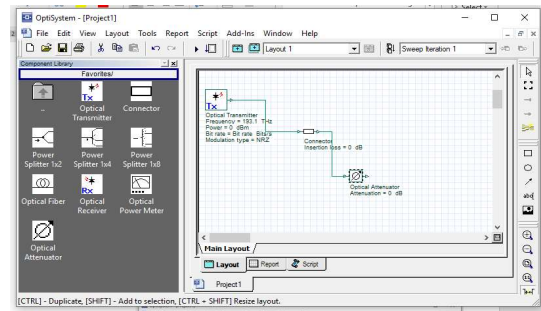 OptiSystem - [Project1]
File Edit View Layout Tools Report Script Add-Ins Window Help
Layout 1
Sweep Iteration 1
Component Library
Favorites/
..
Optical Transmitter
Connector
Power Splitter 1x2
Power Splitter 1x4
Power Splitter 1x8
Optical Fiber
Optical Receiver
Optical Power Meter
Optical Attenuator
Tx
Rx
Tx
Optical Transmitter
Frequency = 193.1 THz
Power = 0 dBm
Bit rate = Bit rate Bits/s
Modulation type = NRZ
Connector
Insertion loss = 0 dB
Optical Attenuator
Attenuation = 0 dB
Main Layout
Layout Report Script
Project1
[CTRL] - Duplicate, [SHIFT] - Add to selection, [CTRL + SHIFT] Resize layout.